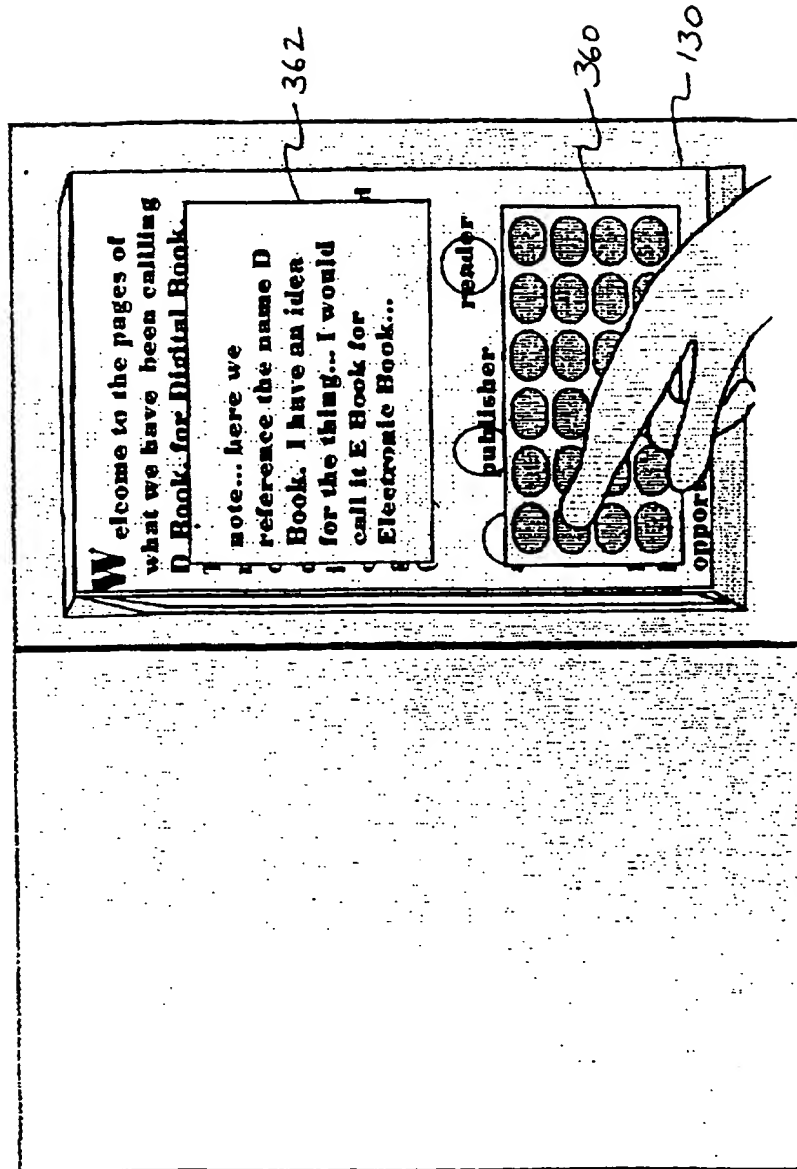 Welcome to the pages of
what we have been callling
D Book, for Digital Book.
note... here we
reference the name D
Book. I have an idea
for the thing... I would
call it E Book for
Electronic Book...
publisher reader
oppor
362
360
130